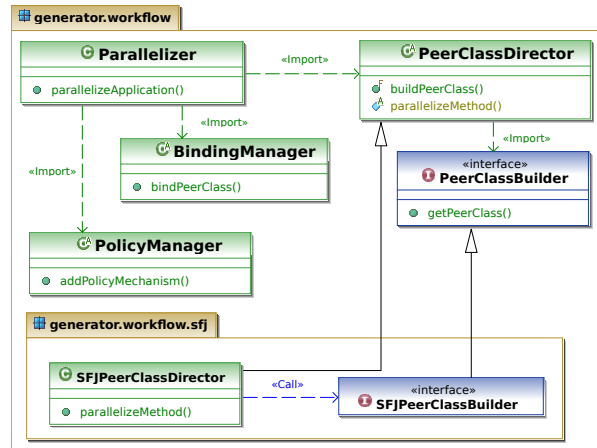 generator.workflow
C Parallelizer
parallelizeApplication()
«Import»
C A PeerClassDirector
F buildPeerClass()
A parallelizeMethod()
«Import»
«Import»
«Import»
C A BindingManager
bindPeerClass()
«interface»
I PeerClassBuilder
getPeerClass()
C A PolicyManager
addPolicyMechanism()
generator.workflow.sfj
C SFJPeerClassDirector
parallelizeMethod()
«Call»
«interface»
I SFJPeerClassBuilder